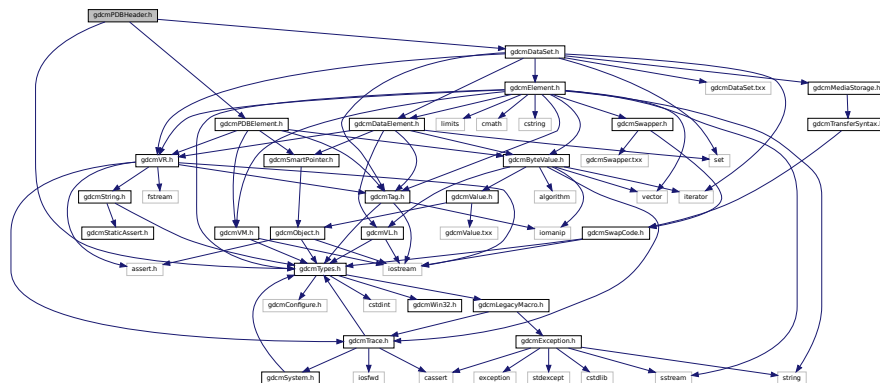 gdcmPDBHeader.h
gdcmDataSet.h
gdcmElement.h
gdcmDataSet.txx
gdcmMediaStorage.h
gdcmPDBElement.h
gdcmDataElement.h
limits
cmath
cstring
gdcmSwapper.h
gdcmTransferSyntax.h
gdcmVR.h
gdcmSmartPointer.h
gdcmByteValue.h
gdcmSwapper.txx
set
gdcmString.h
fstream
gdcmTag.h
gdcmValue.h
algorithm
vector
iterator
gdcmStaticAssert.h
gdcmVM.h
gdcmObject.h
gdcmVL.h
gdcmValue.txx
iomanip
gdcmSwapCode.h
assert.h
gdcmTypes.h
iostream
gdcmConfigure.h
cstdint
gdcmWin32.h
gdcmLegacyMacro.h
gdcmTrace.h
gdcmException.h
gdcmSystem.h
iosfwd
cassert
exception
stdexcept
cstdlib
sstream
string